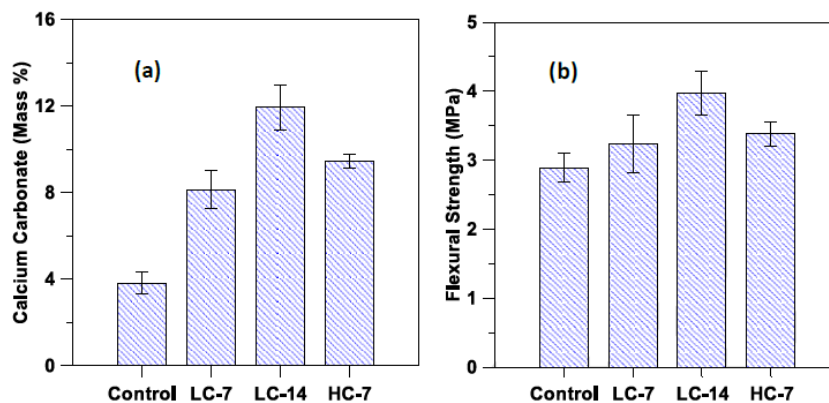 (a)
Calcium Carbonate (Mass %)
16
12
8
4
0
Control LC-7 LC-14 HC-7
(b)
Flexural Strength (MPa)
5
4
3
2
1
0
Control LC-7 LC-14 HC-7